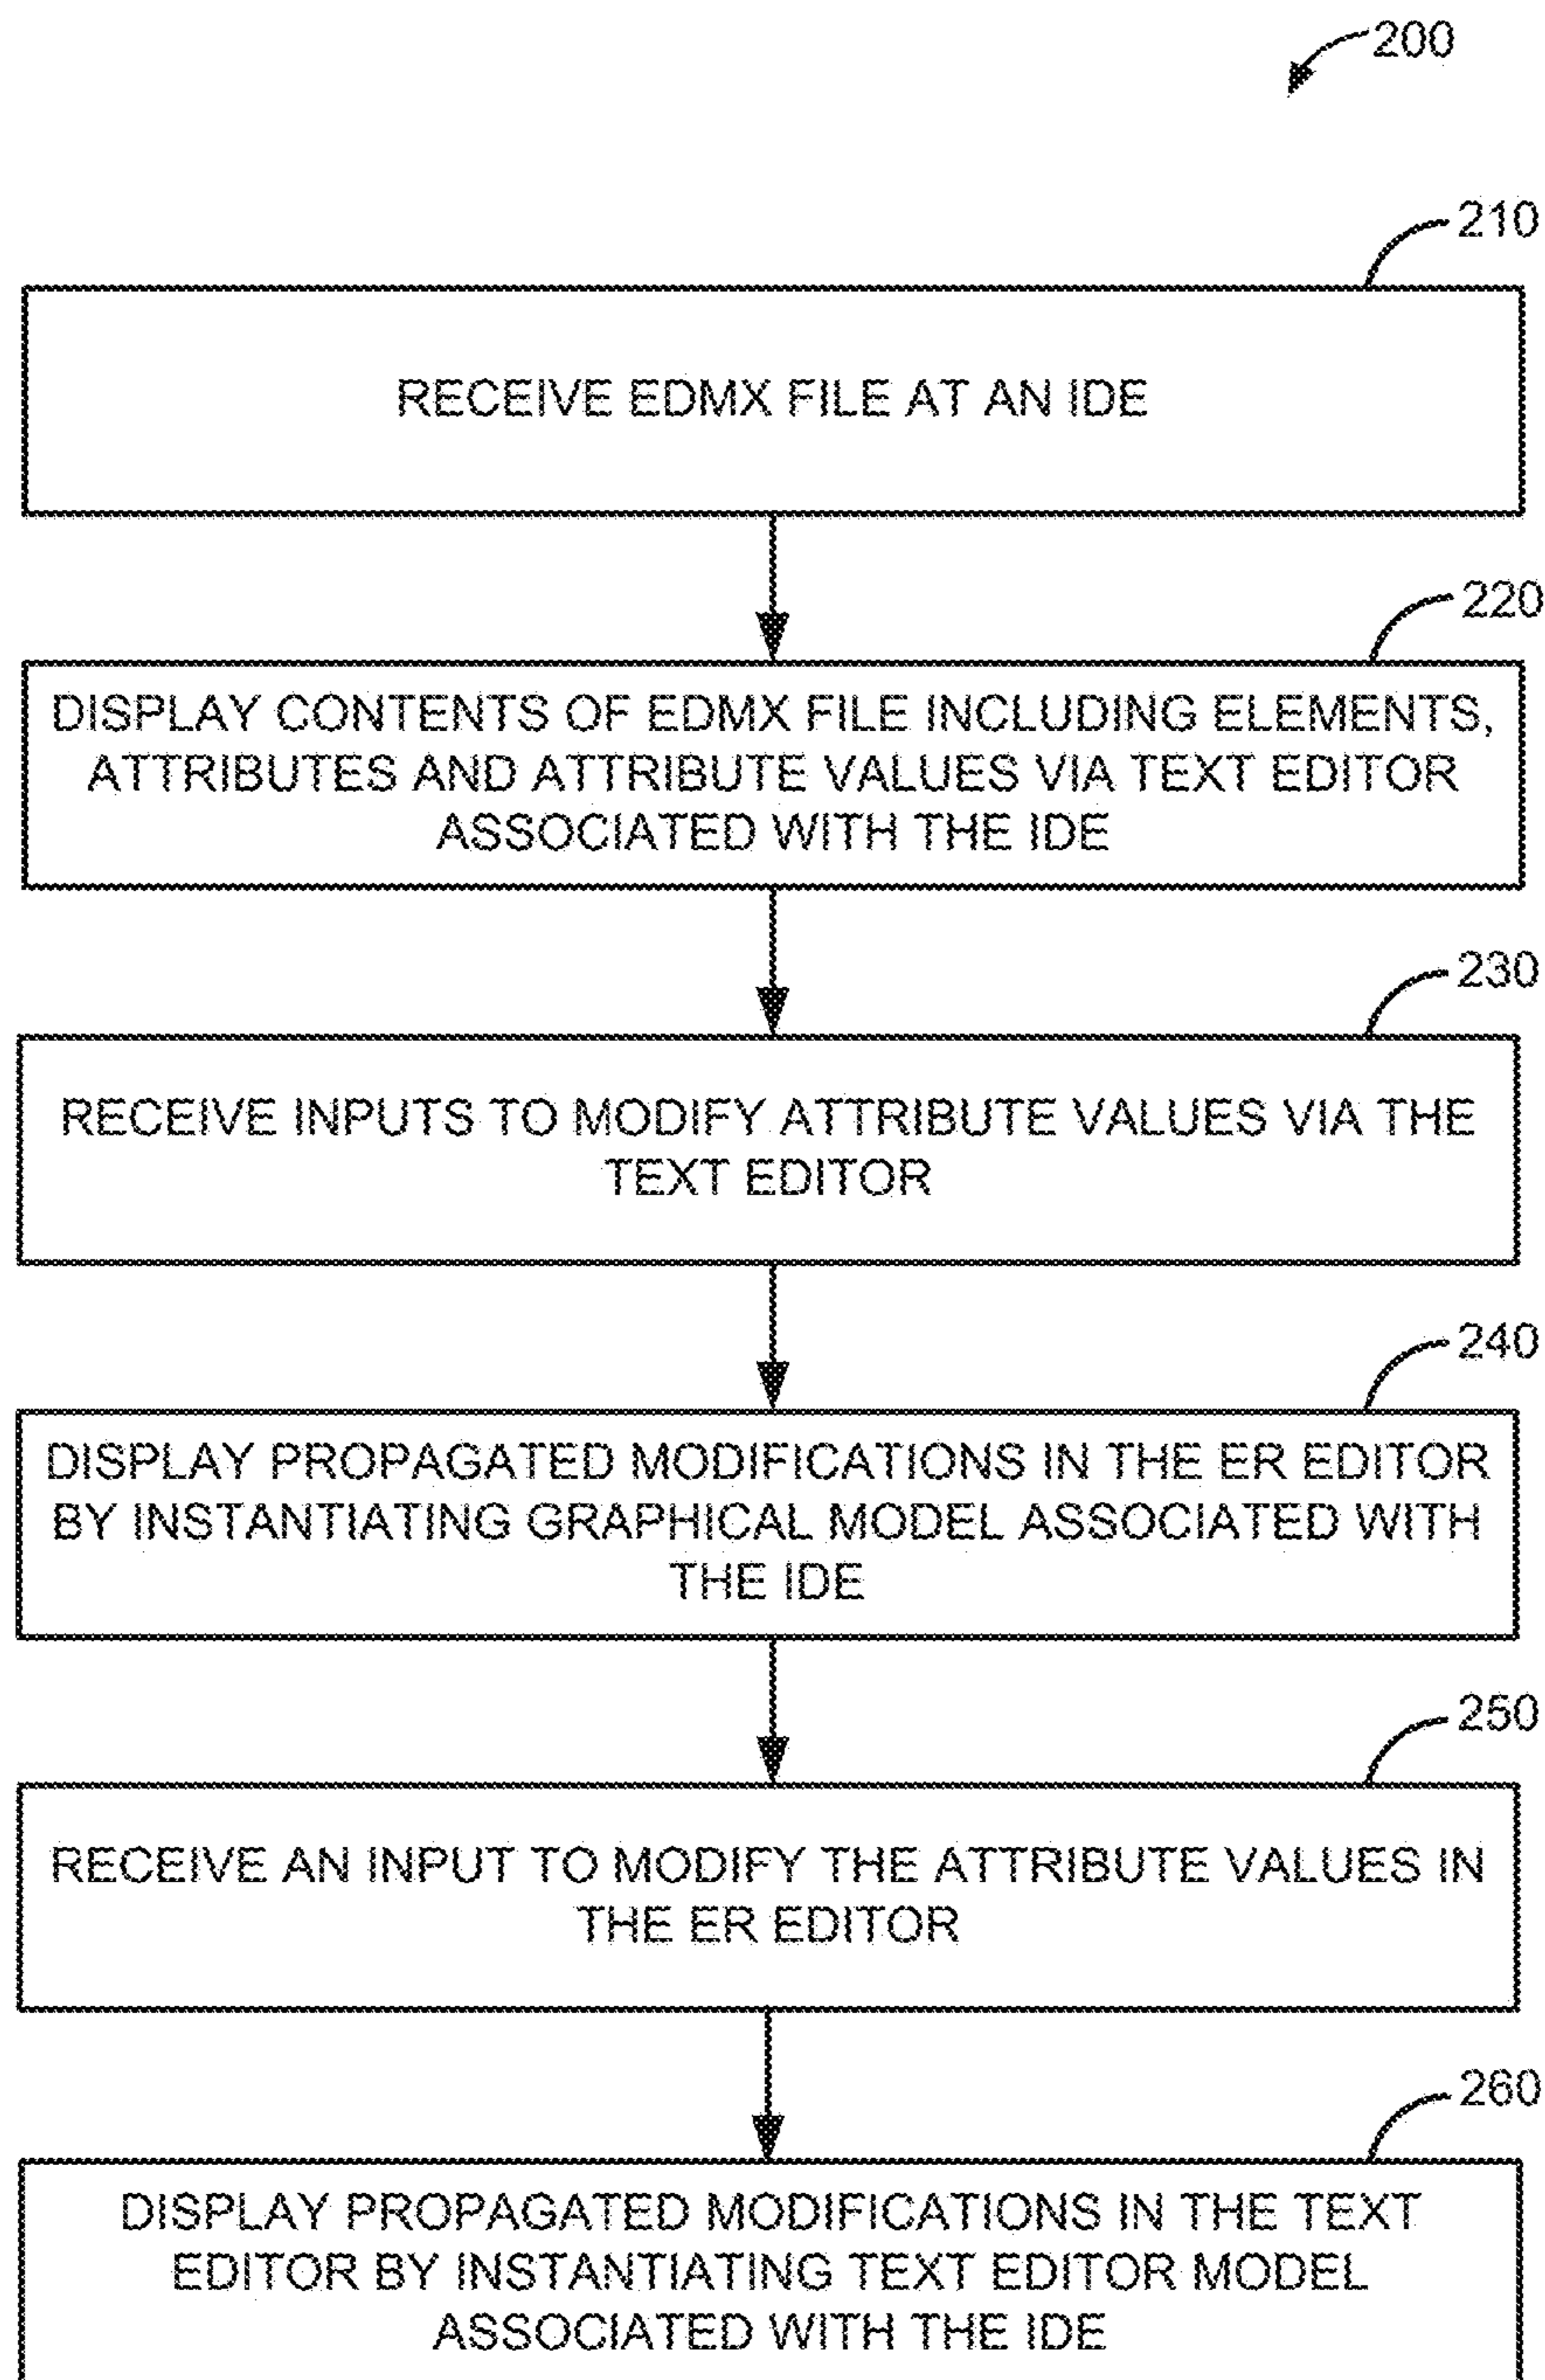 200
210
RECEIVE EDMX FILE AT AN IDE
220
DISPLAY CONTENTS OF EDMX FILE INCLUDING ELEMENTS,
ATTRIBUTES AND ATTRIBUTE VALUES VIA TEXT EDITOR
ASSOCIATED WITH THE IDE
230
RECEIVE INPUTS TO MODIFY ATTRIBUTE VALUES VIA THE
TEXT EDITOR
240
DISPLAY PROPAGATED MODIFICATIONS IN THE ER EDITOR
BY INSTANTIATING GRAPHICAL MODEL ASSOCIATED WITH
THE IDE
250
RECEIVE AN INPUT TO MODIFY THE ATTRIBUTE VALUES IN
THE ER EDITOR
260
DISPLAY PROPAGATED MODIFICATIONS IN THE TEXT
EDITOR BY INSTANTIATING TEXT EDITOR MODEL
ASSOCIATED WITH THE IDE